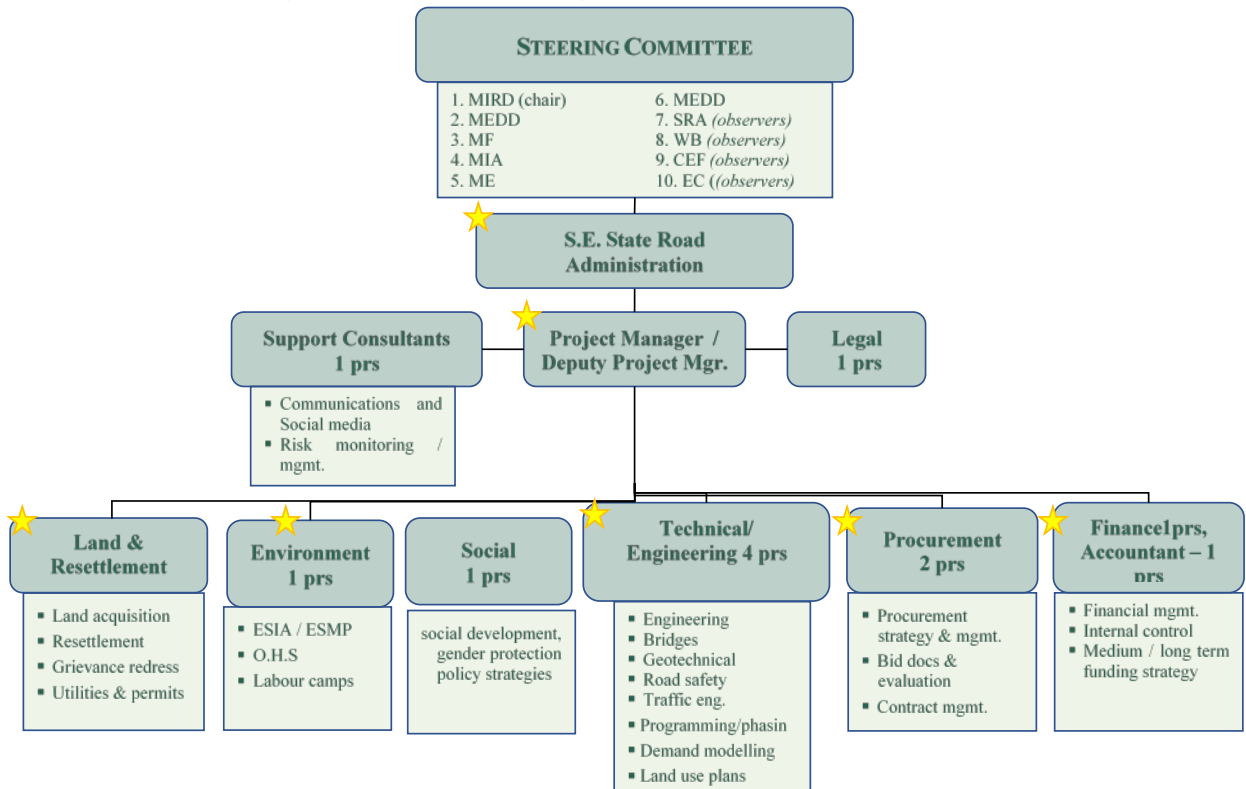 STEERING COMMITTEE
1. MIRD (chair)
2. MEDD
3. MF
4. MIA
5. ME
6. MEDD
7. SRA (observers)
8. WB (observers)
9. CEF (observers)
10. EC ((observers)
S.E. State Road
Administration
Support Consultants
1 prs
▪ Communications and
Social media
▪ Risk monitoring /
mgmt.
Project Manager /
Deputy Project Mgr.
Legal
1 prs
Land &
Resettlement
▪ Land acquisition
▪ Resettlement
▪ Grievance redress
▪ Utilities & permits
Environment
1 prs
▪ ESIA / ESMP
▪ O.H.S
▪ Labour camps
Social
1 prs
social development,
gender protection
policy strategies
Technical/
Engineering 4 prs
▪ Engineering
▪ Bridges
▪ Geotechnical
▪ Road safety
▪ Traffic eng.
▪ Programming/phasin
▪ Demand modelling
▪ Land use plans
Procurement
2 prs
▪ Procurement
strategy & mgmt.
▪ Bid docs &
evaluation
▪ Contract mgmt.
Finance1prs,
Accountant – 1
prs
▪ Financial mgmt.
▪ Internal control
▪ Medium / long term
funding strategy